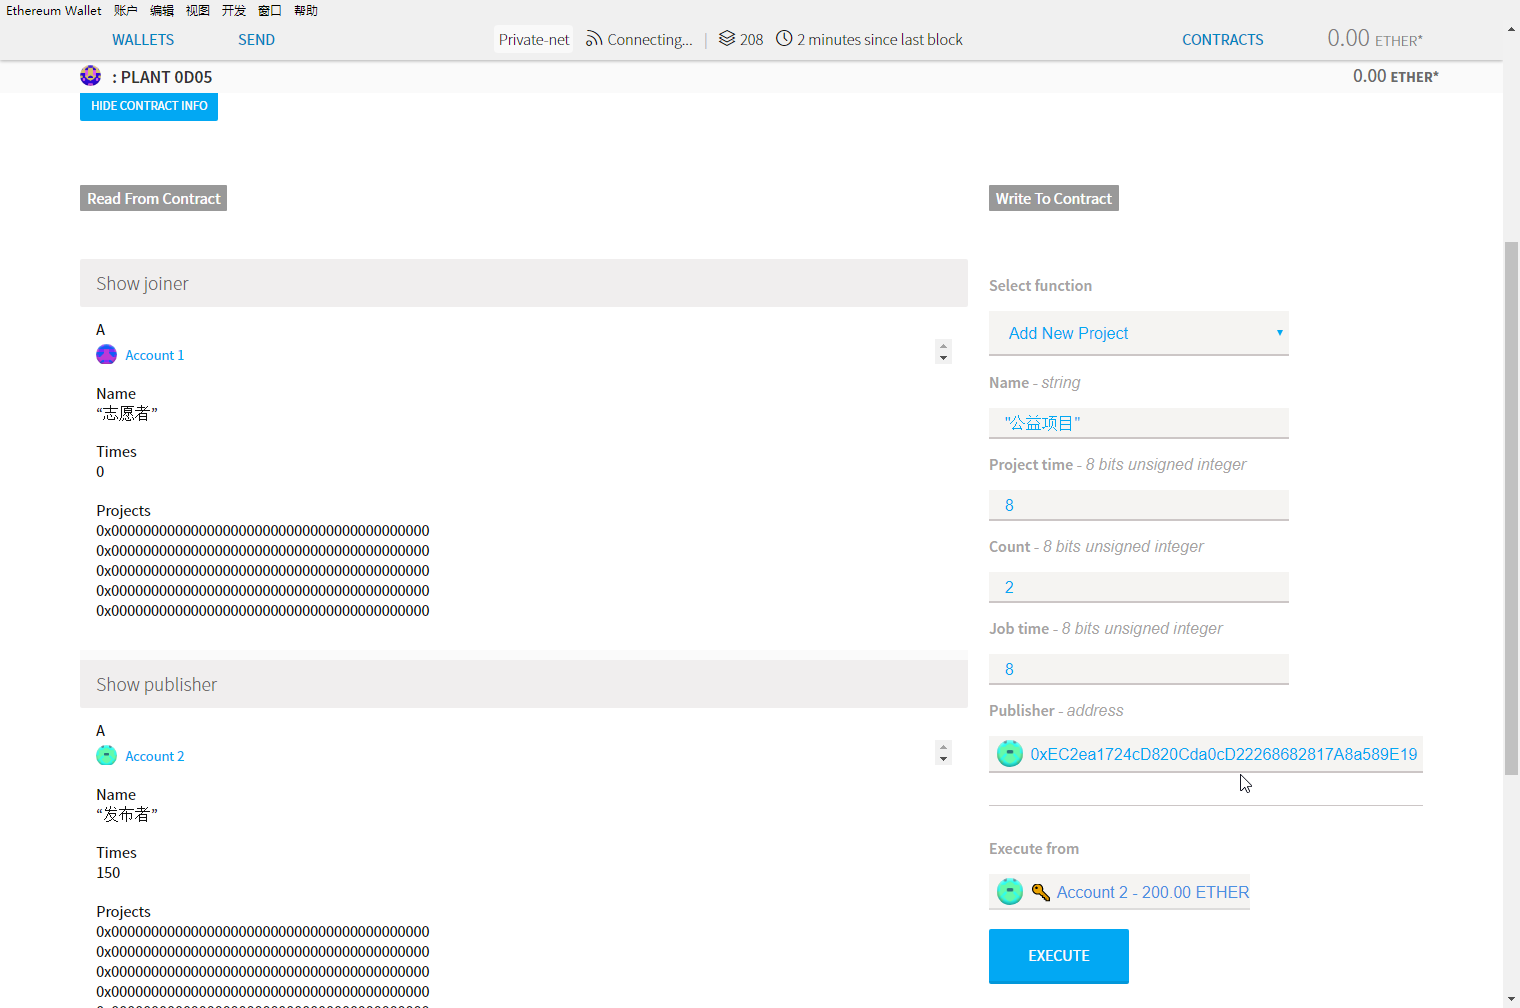 Ethereum Wallet 账户 编辑 视图 开发 窗口 帮助
WALLETS SEND Private-net Connecting... | 208 2 minutes since last block CONTRACTS 0.00 ETHER*
: PLANT 0D05 0.00 ETHER*
HIDE CONTRACT INFO
Read From Contract
Show joiner
A
Account 1
Name
“志愿者”
Times
0
Projects
0x0000000000000000000000000000000000000000
0x0000000000000000000000000000000000000000
0x0000000000000000000000000000000000000000
0x0000000000000000000000000000000000000000
0x0000000000000000000000000000000000000000
Show publisher
A
Account 2
Name
“发布者”
Times
150
Projects
0x0000000000000000000000000000000000000000
0x0000000000000000000000000000000000000000
0x0000000000000000000000000000000000000000
0x0000000000000000000000000000000000000000
Write To Contract
Select function
Add New Project
Name - string
"公益项目"
Project time - 8 bits unsigned integer
8
Count - 8 bits unsigned integer
2
Job time - 8 bits unsigned integer
8
Publisher - address
0xEC2ea1724cD820Cda0cD22268682817A8a589E19
Execute from
Account 2 - 200.00 ETHER
EXECUTE